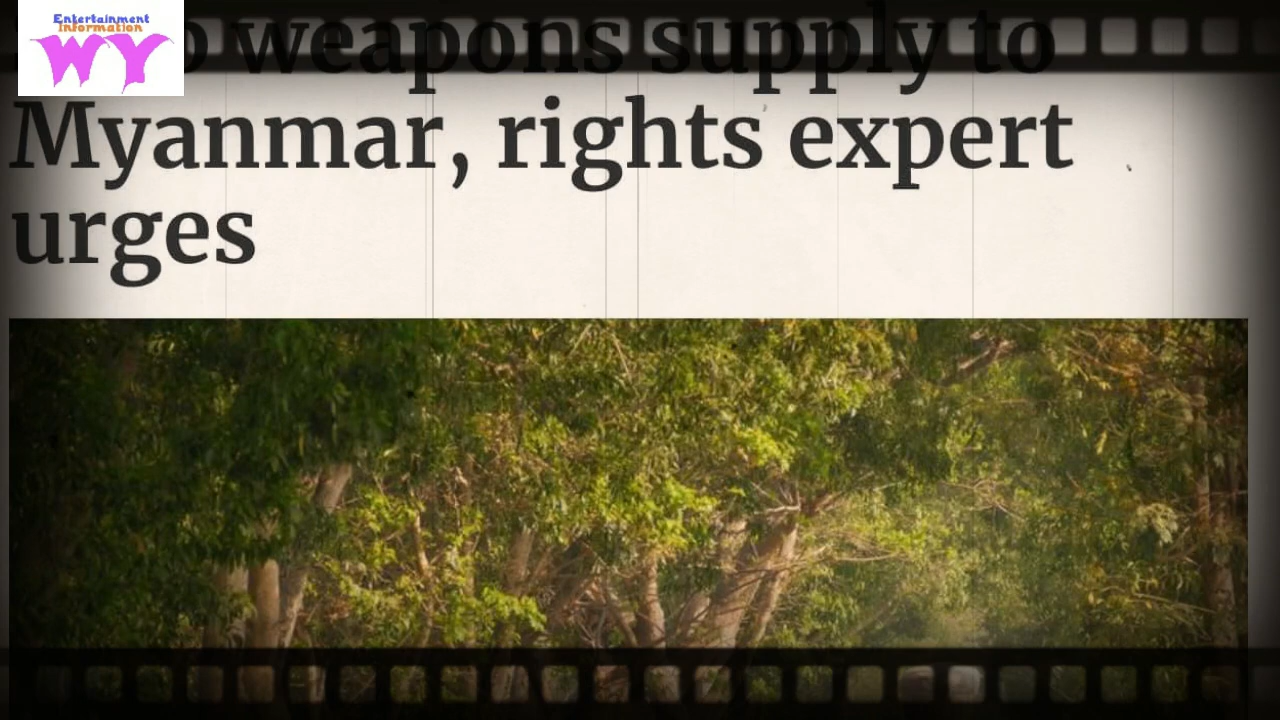 Entertainment
Information
WY
weapons supply to
Myanmar, rights expert
urges